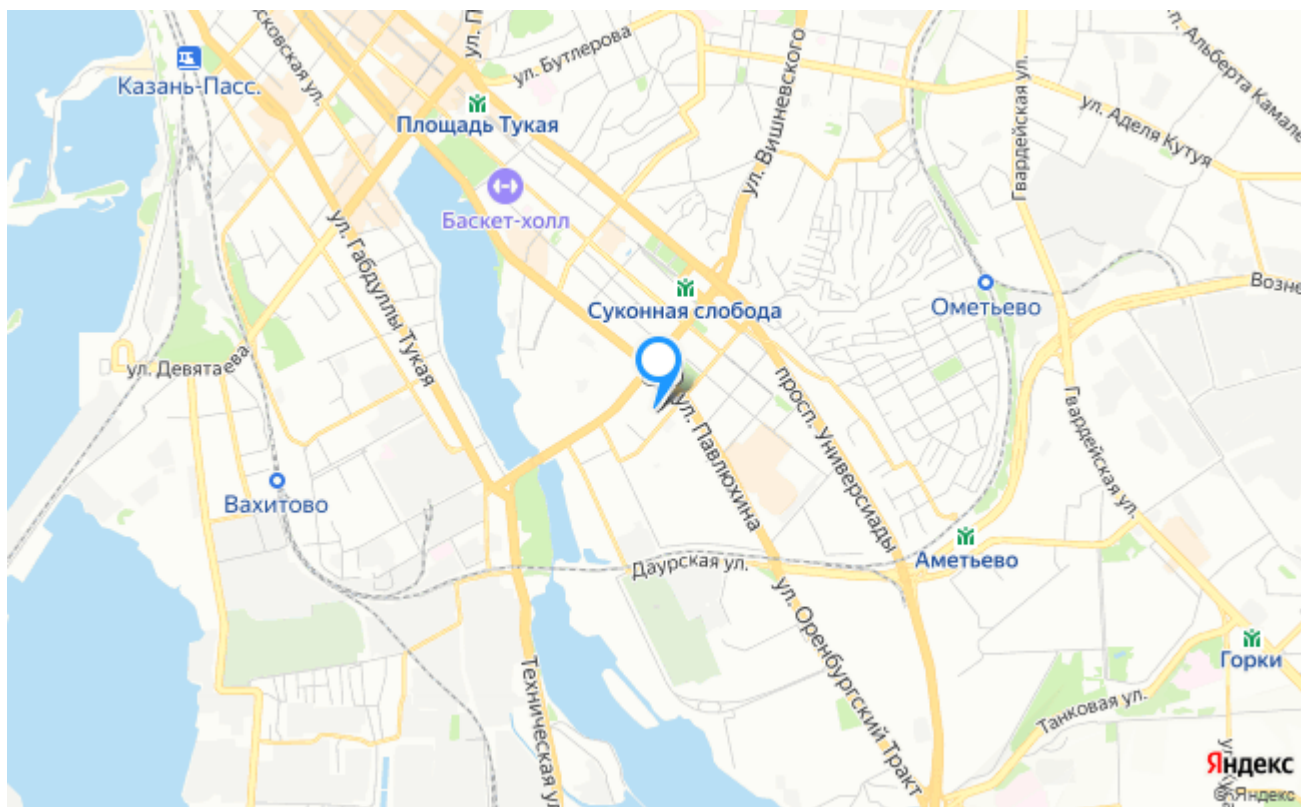 ул. Бутлерова
Казань-Пасс.
Площадь Тукая
ул. Вишневского
Гвардейская ул.
ул. Аделя Кутуя
Баскет-холл
ул. Габдуллы Тукая
Суконная слобода
Ометьево
ул. Девятаева
ул. Павлюхина
просп. Универсиады
Гвардейская ул.
Вахитово
Даурская ул.
Аметьево
ул. Оренбургский Тракт
Горки
Танковая ул.
Яндекс
© Яндекс